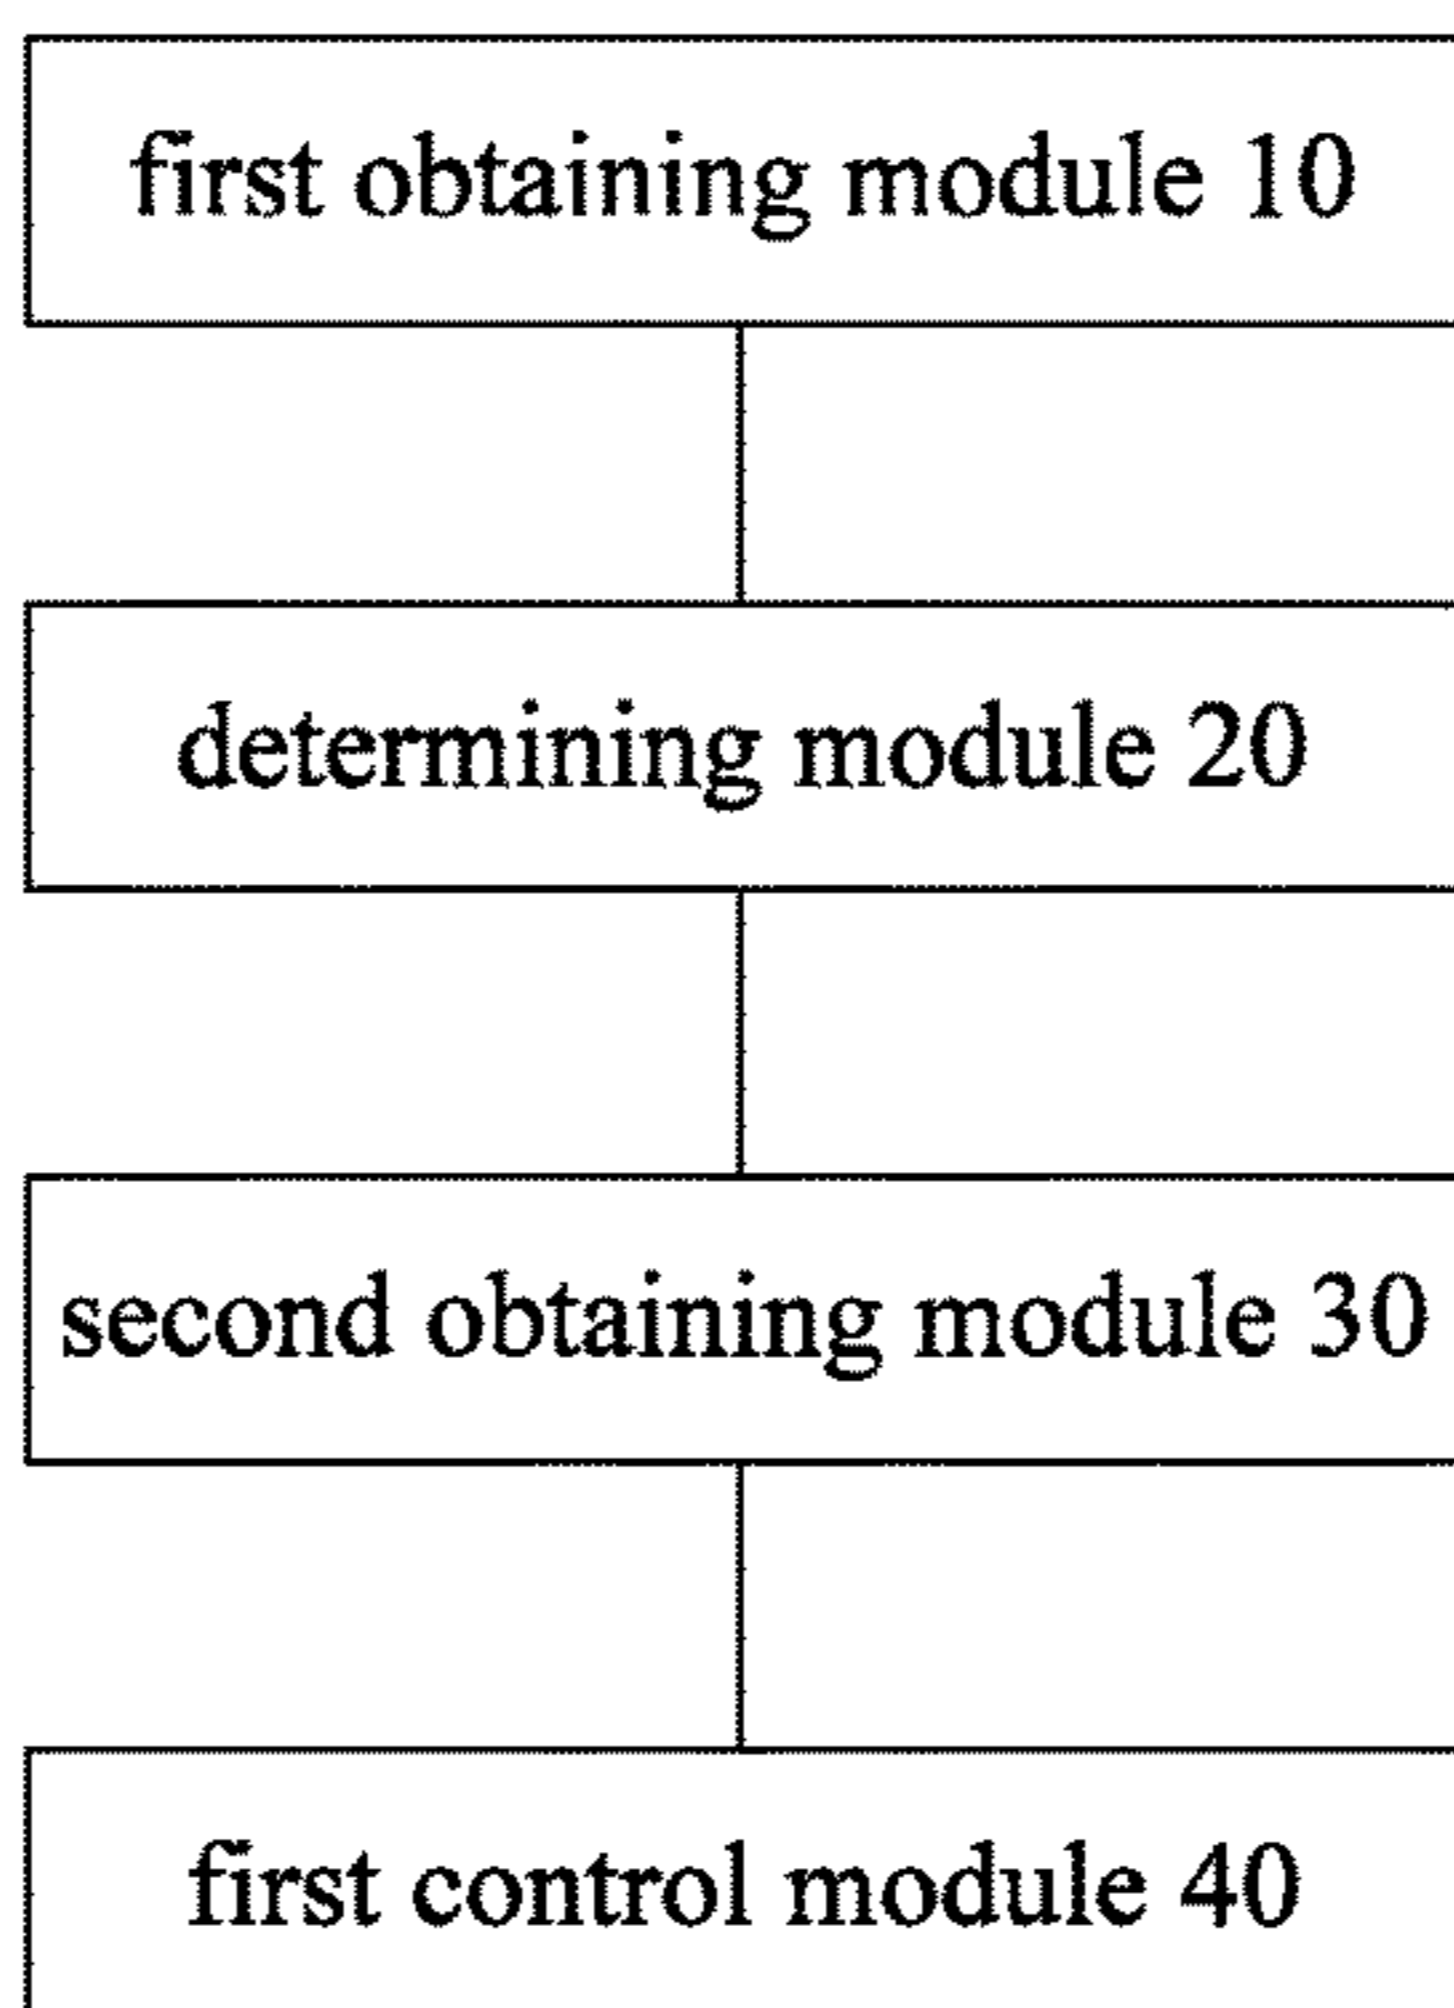 first obtaining module 10
determining module 20
second obtaining module 30
first control module 40